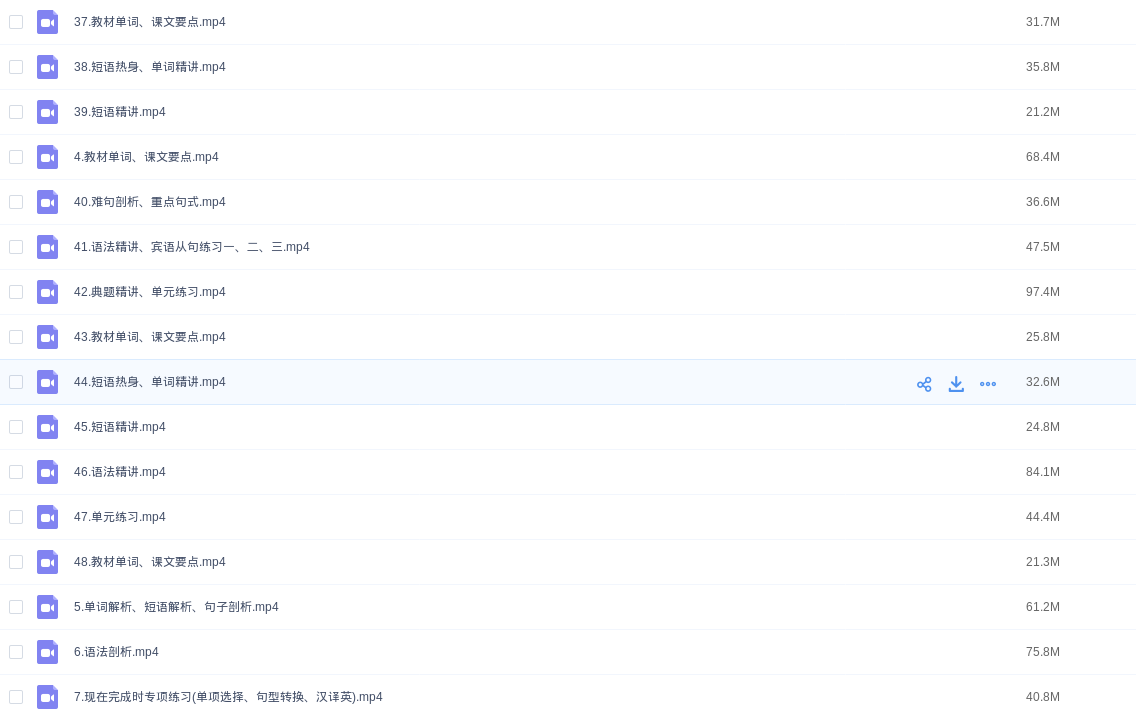 37.教材单词、课文要点.mp4 31.7M
38.短语热身、单词精讲.mp4 35.8M
39.短语精讲.mp4 21.2M
4.教材单词、课文要点.mp4 68.4M
40.难句剖析、重点句式.mp4 36.6M
41.语法精讲、宾语从句练习一、二、三.mp4 47.5M
42.典题精讲、单元练习.mp4 97.4M
43.教材单词、课文要点.mp4 25.8M
44.短语热身、单词精讲.mp4 32.6M
45.短语精讲.mp4 24.8M
46.语法精讲.mp4 84.1M
47.单元练习.mp4 44.4M
48.教材单词、课文要点.mp4 21.3M
5.单词解析、短语解析、句子剖析.mp4 61.2M
6.语法剖析.mp4 75.8M
7.现在完成时专项练习(单项选择、句型转换、汉译英).mp4 40.8M